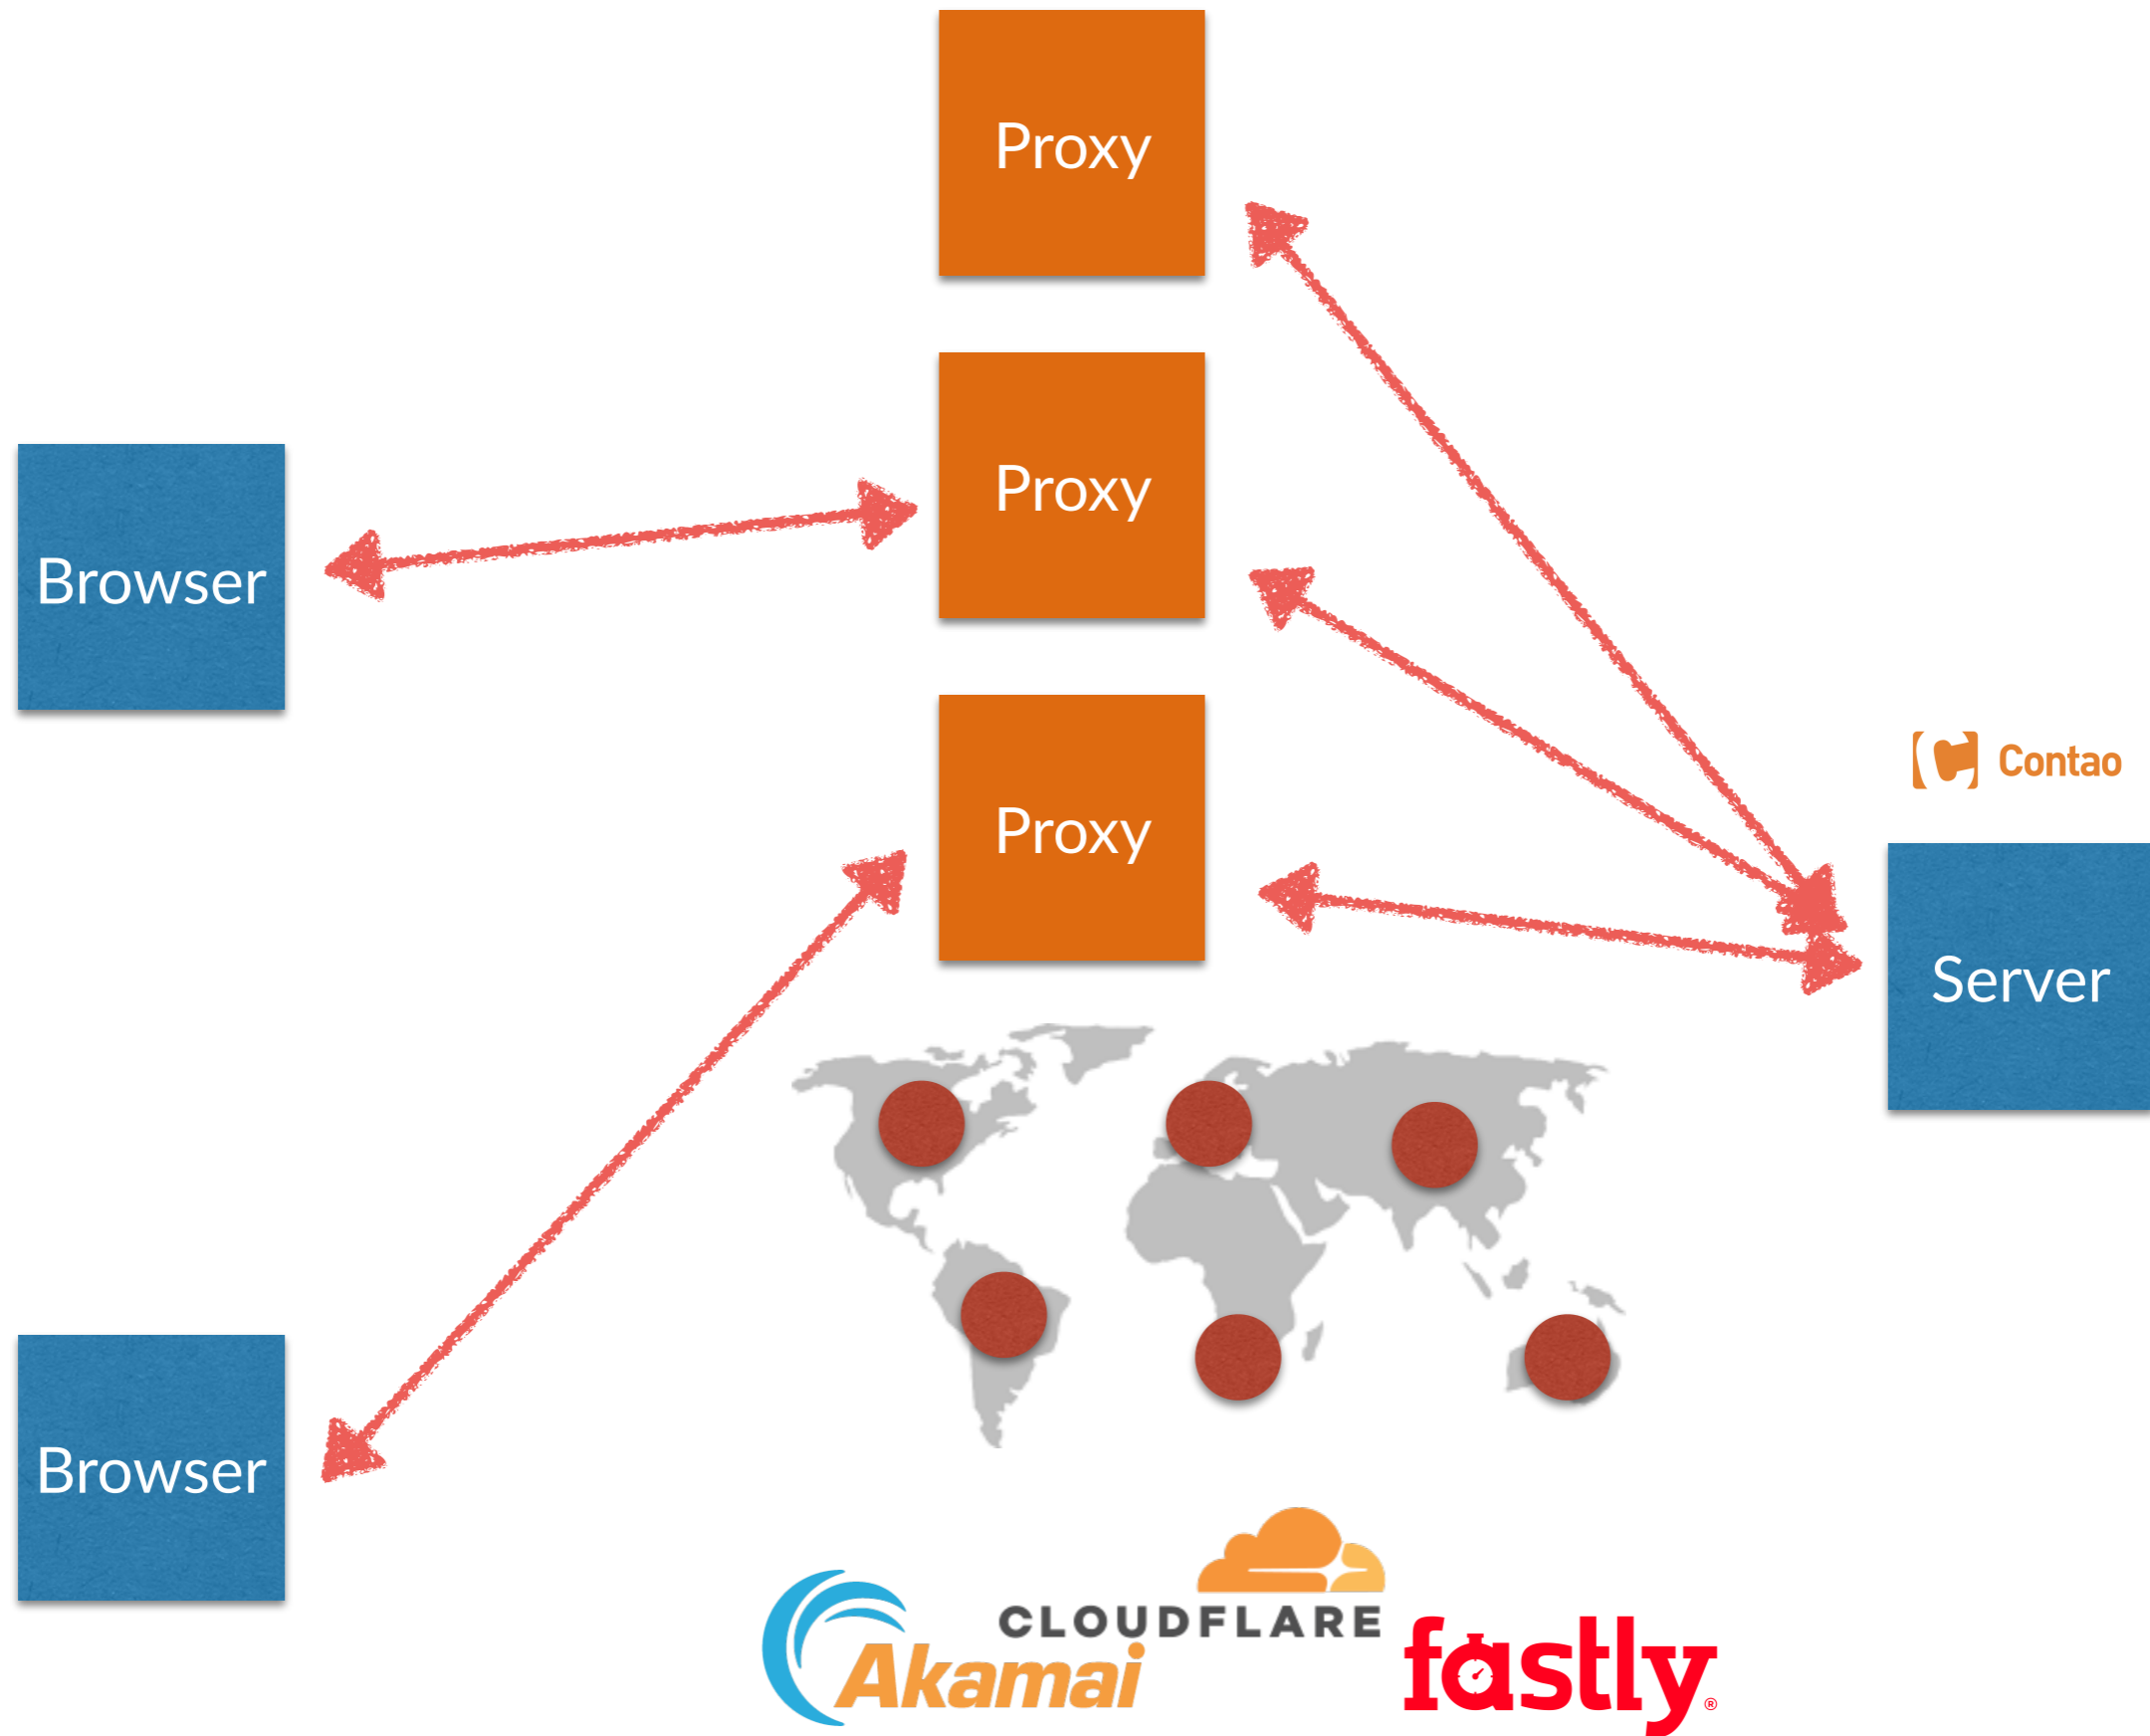 Proxy
Proxy
Browser
Contao
Proxy
Server
Browser
CLOUDFLARE
Akamai
fastly®